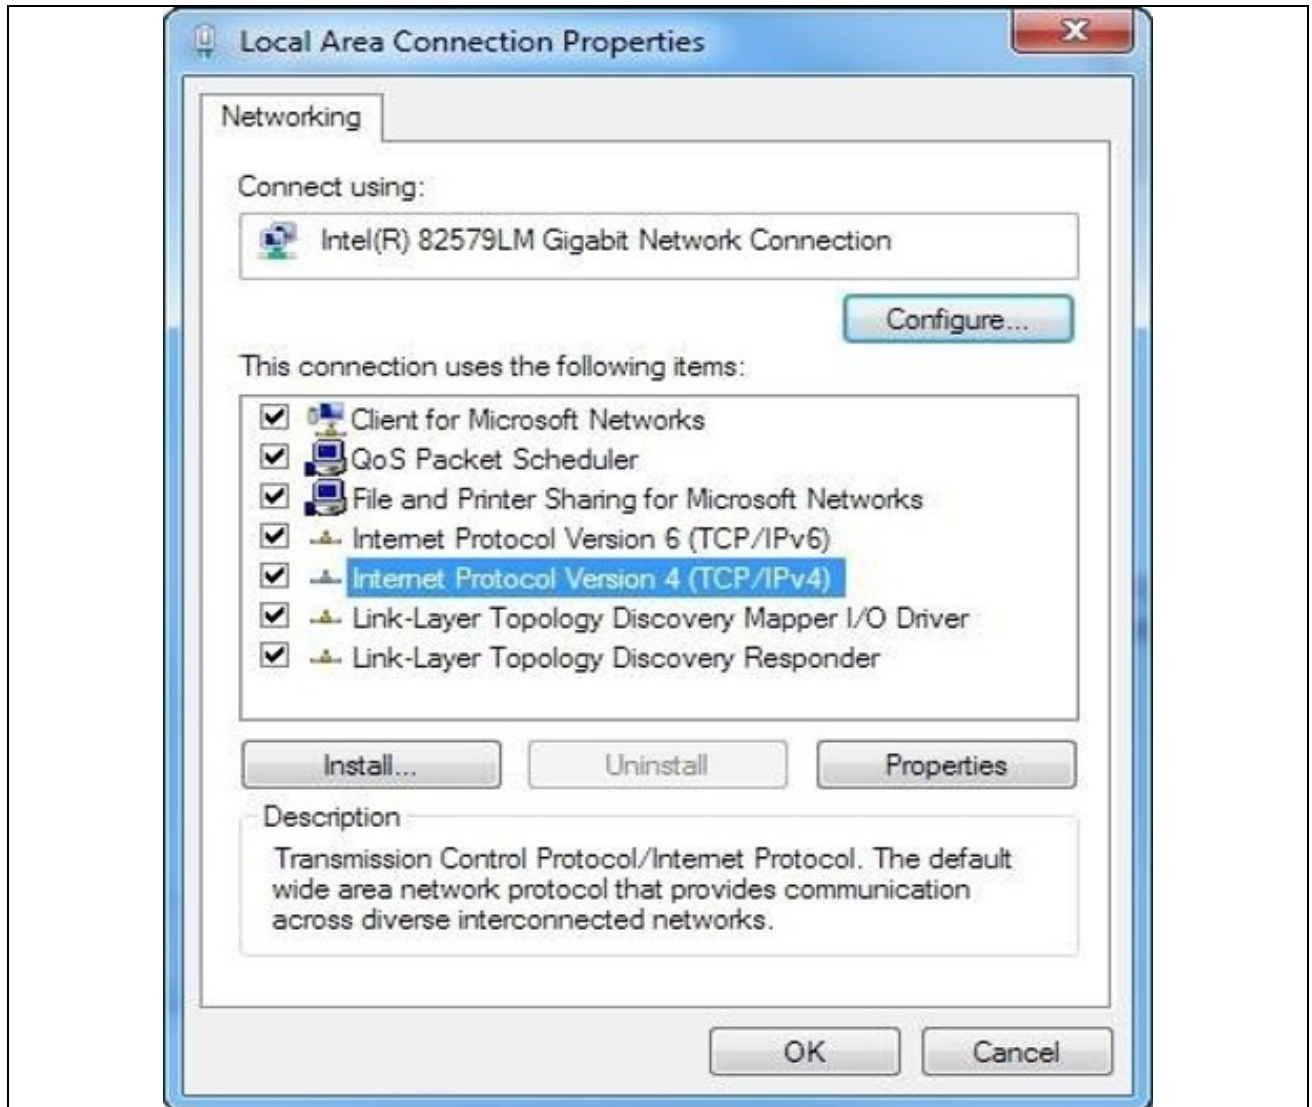 Local Area Connection Properties
Networking
Connect using:
Intel(R) 82579LM Gigabit Network Connection
Configure...
This connection uses the following items:
Client for Microsoft Networks
QoS Packet Scheduler
File and Printer Sharing for Microsoft Networks
Internet Protocol Version 6 (TCP/IPv6)
Internet Protocol Version 4 (TCP/IPv4)
Link-Layer Topology Discovery Mapper I/O Driver
Link-Layer Topology Discovery Responder
Install... Uninstall Properties
Description
Transmission Control Protocol/Internet Protocol. The default
wide area network protocol that provides communication
across diverse interconnected networks.
OK Cancel